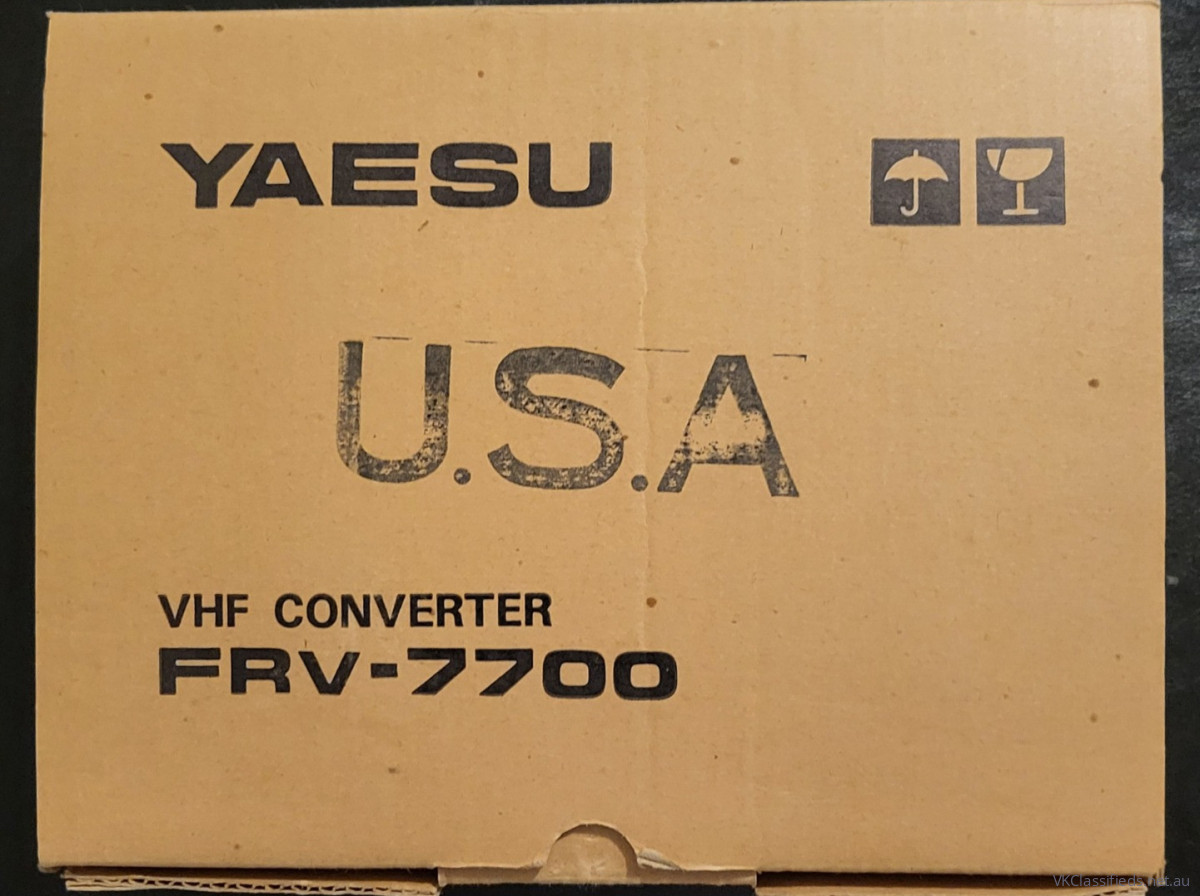 YAESU
U.S.A
VHF CONVERTER
FRV-7700